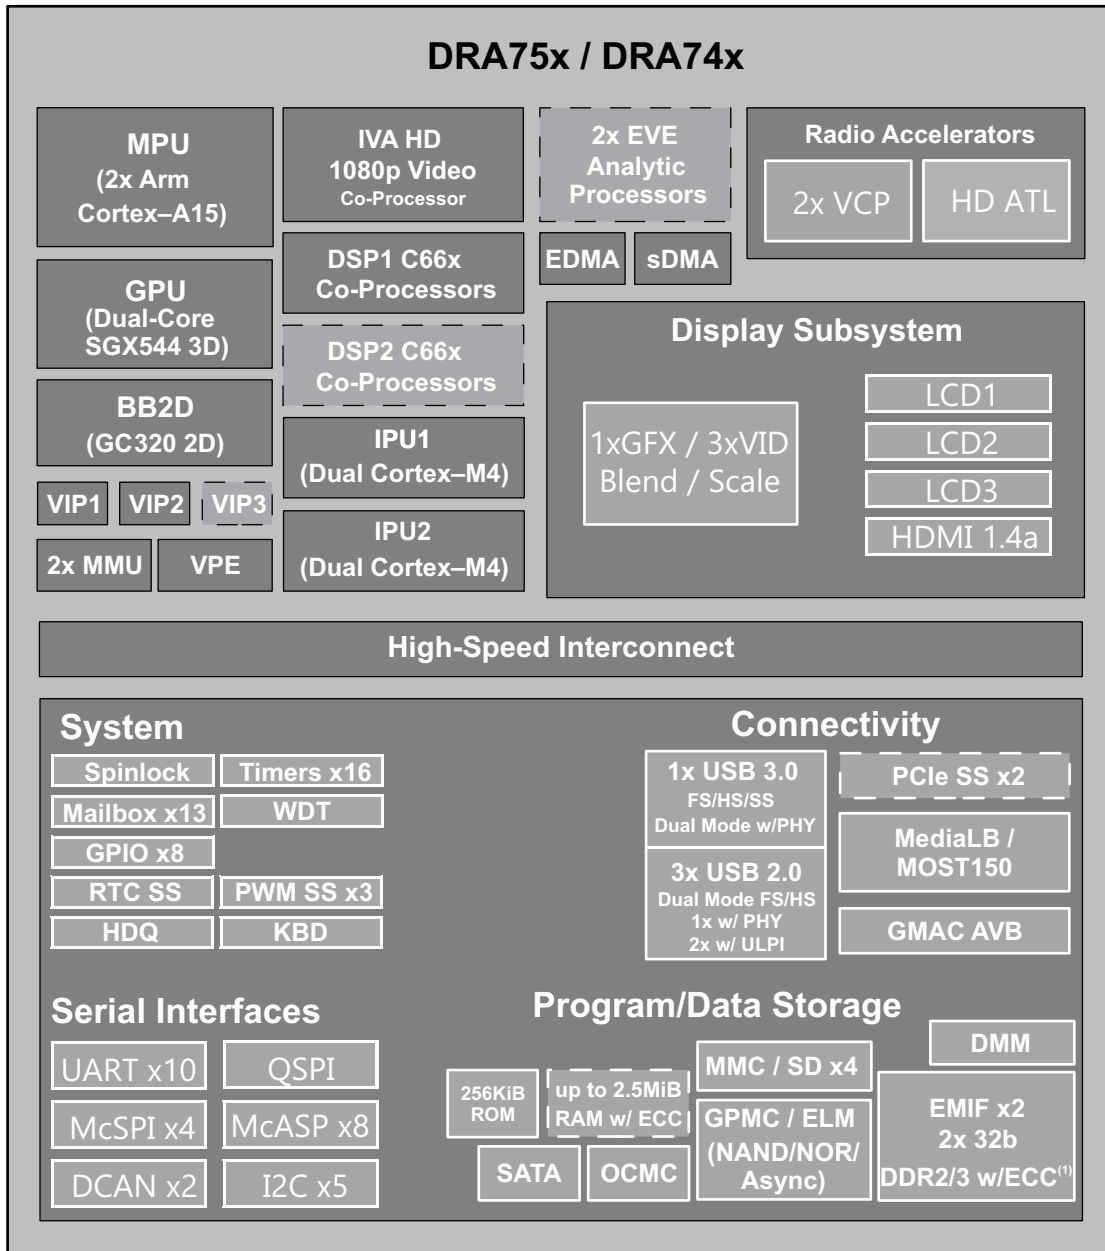 DRA75x / DRA74x
MPU
(2x Arm
Cortex–A15)
IVA HD
1080p Video
Co-Processor
2x EVE
Analytic
Processors
Radio Accelerators
2x VCP
HD ATL
GPU
(Dual-Core
SGX544 3D)
DSP1 C66x
Co-Processors
EDMA
sDMA
DSP2 C66x
Co-Processors
Display Subsystem
1xGFX / 3xVID
Blend / Scale
LCD1
LCD2
LCD3
HDMI 1.4a
BB2D
(GC320 2D)
IPU1
(Dual Cortex–M4)
VIP1
VIP2
VIP3
IPU2
(Dual Cortex–M4)
2x MMU
VPE
High-Speed Interconnect
System
Spinlock
Timers x16
Mailbox x13
WDT
GPIO x8
RTC SS
PWM SS x3
HDQ
KBD
Connectivity
1x USB 3.0
FS/HS/SS
Dual Mode w/PHY
3x USB 2.0
Dual Mode FS/HS
1x w/ PHY
2x w/ ULPI
PCIe SS x2
MediaLB /
MOST150
GMAC AVB
Serial Interfaces
UART x10
QSPI
McSPI x4
McASP x8
DCAN x2
I2C x5
Program/Data Storage
256KiB
ROM
up to 2.5MiB
RAM w/ ECC
SATA
OCMC
MMC / SD x4
GPMC / ELM
(NAND/NOR/
Async)
DMM
EMIF x2
2x 32b
DDR2/3 w/ECC(1)